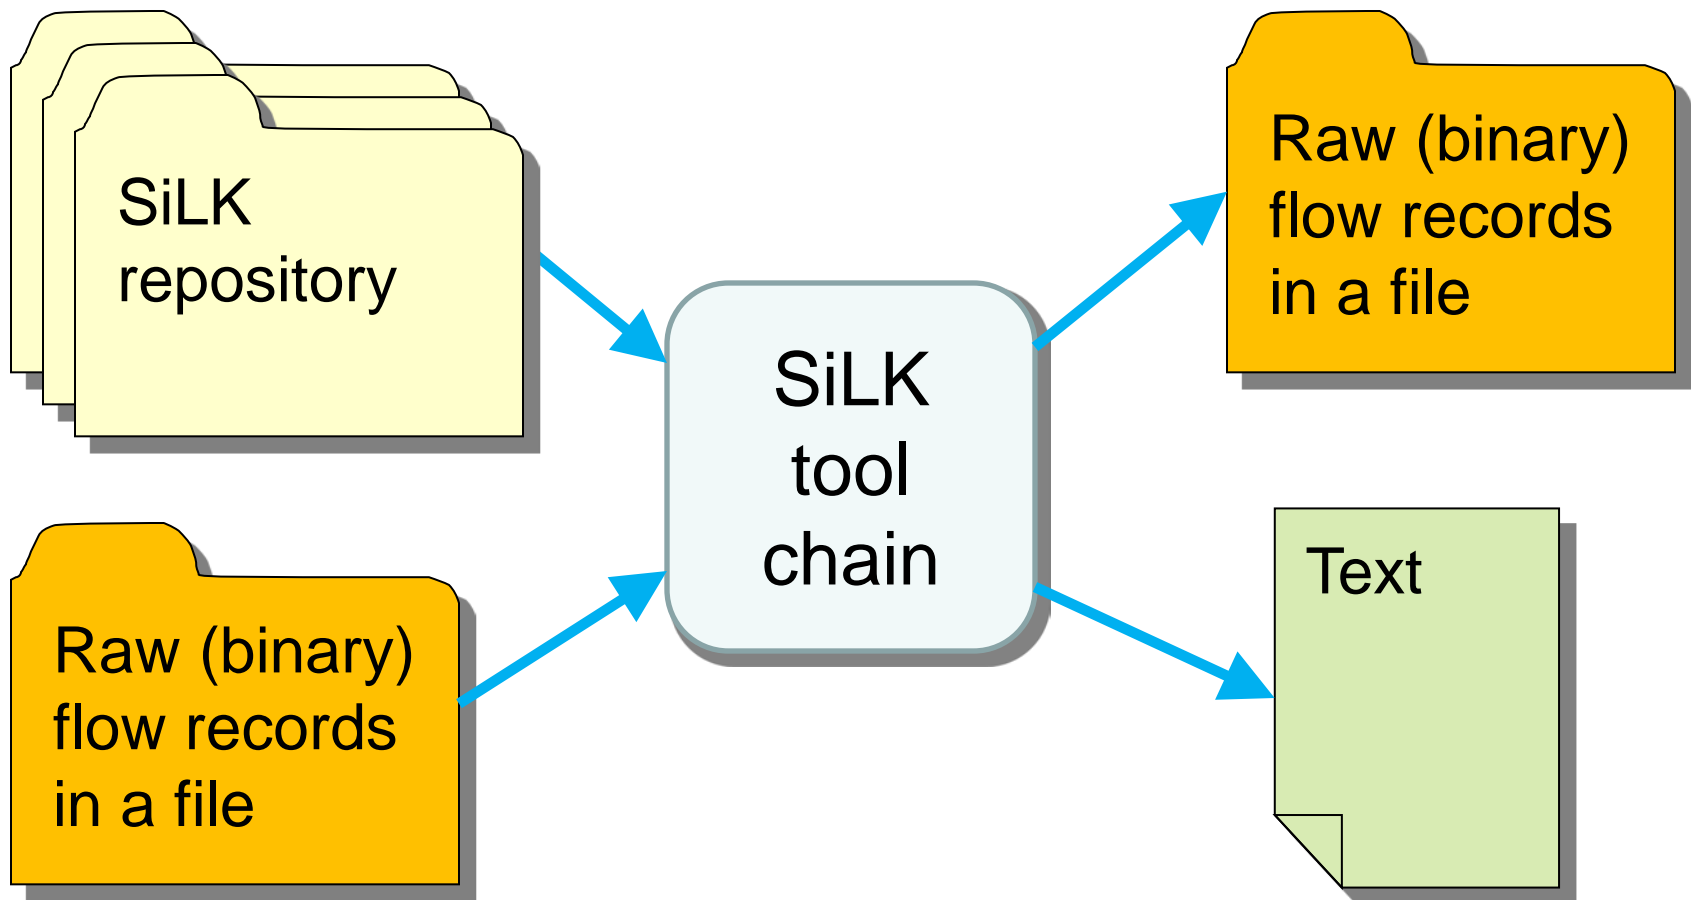 SiLK
repository
Raw (binary)
flow records
in a file
SiLK
tool
chain
Raw (binary)
flow records
in a file
Text